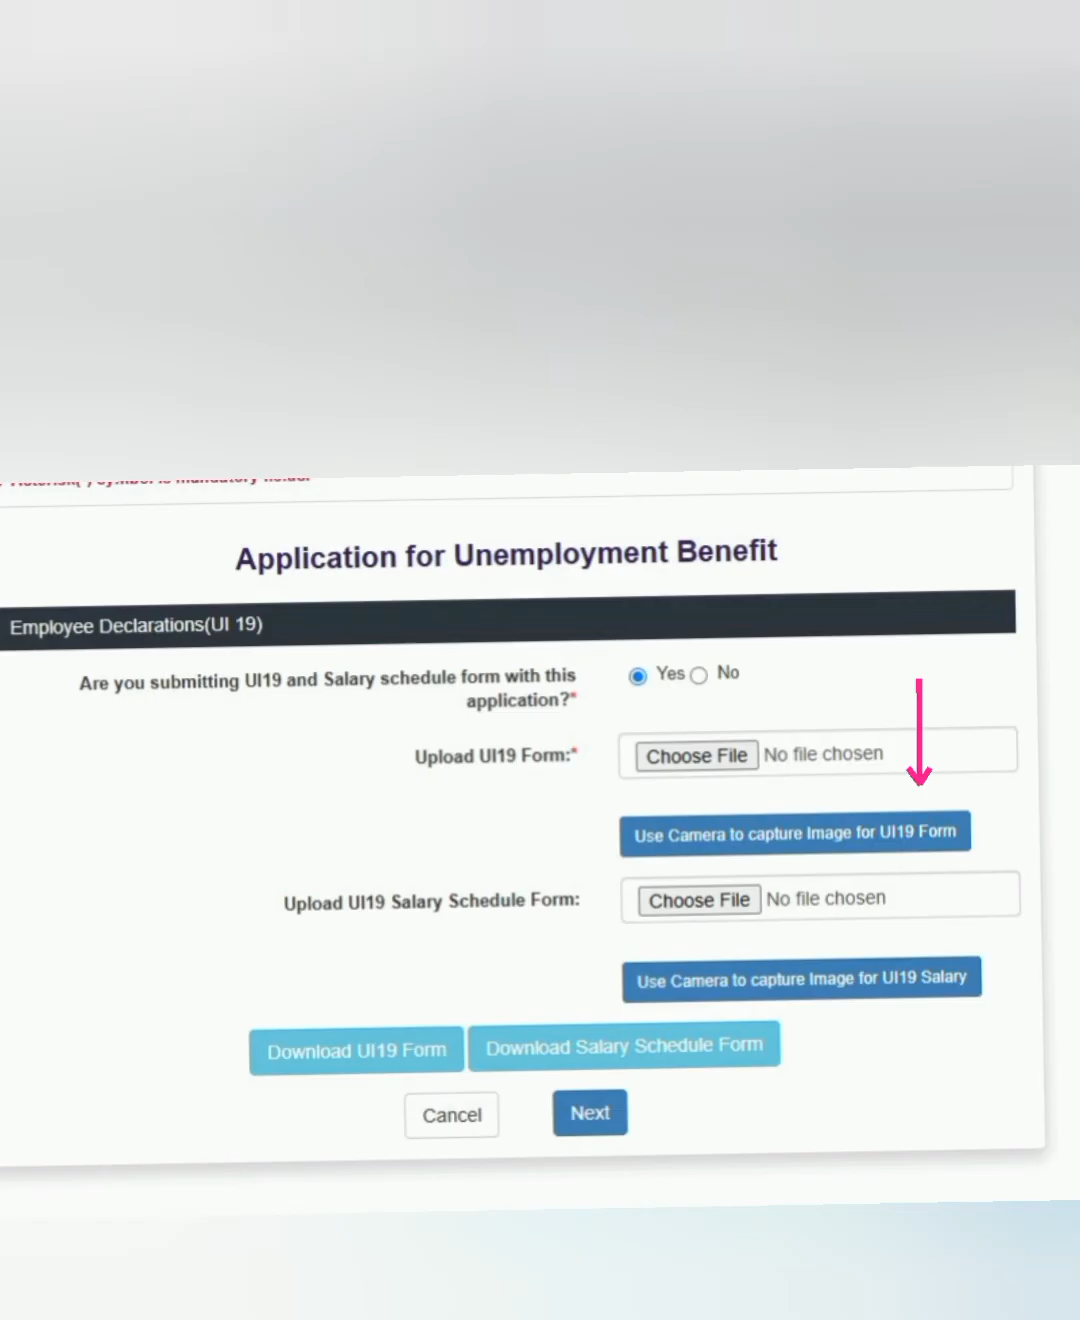 mandatory
Application for Unemployment Benefit
Employee Declarations(UI 19)
Are you submitting UI19 and Salary schedule form with this
application?*
Yes No
Upload UI19 Form:*
Choose File No file chosen
Use Camera to capture Image for UI19 Form
Upload UI19 Salary Schedule Form:
Choose File No file chosen
Use Camera to capture Image for UI19 Salary
Download UI19 Form Download Salary Schedule Form
Cancel Next